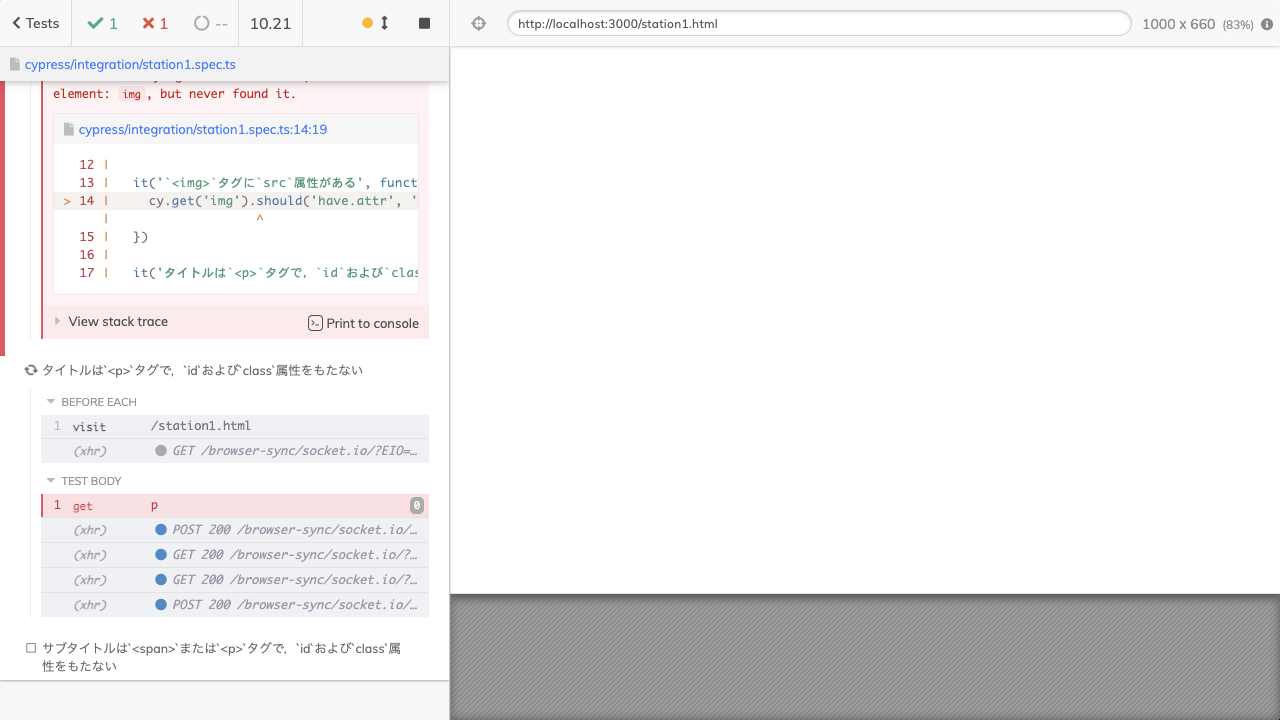 Tests 1 1 -- 10.21 http://localhost:3000/station1.html 1000 x 660 (83%)
cypress/integration/station1.spec.ts
element: img, but never found it.
cypress/integration/station1.spec.ts:14:19
12 |
13 | it('`<img>`タグに`src`属性がある', funct
> 14 | cy.get('img').should('have.attr', '
| ^
15 | })
16 |
17 | it('タイトルは`<p>`タグで, `id`および`clas
View stack trace Print to console
タイトルは`<p>`タグで, `id`および`class`属性をもたない
BEFORE EACH
1 visit /station1.html
(xhr) GET /browser-sync/socket.io/?EIO=…
TEST BODY
1 get p 0
(xhr) POST 200 /browser-sync/socket.io/…
(xhr) GET 200 /browser-sync/socket.io/?…
(xhr) GET 200 /browser-sync/socket.io/?…
(xhr) POST 200 /browser-sync/socket.io/…
サブタイトルは`<span>`または`<p>`タグで, `id`および`class`属
性をもたない